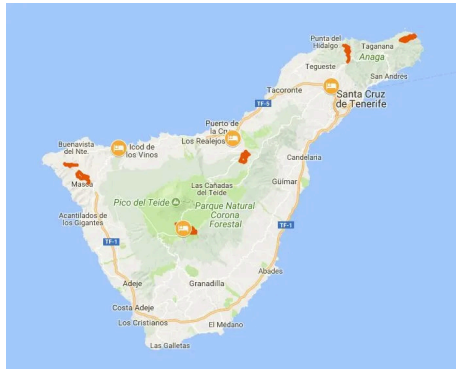 Punta del
Hidalgo
Taganana
Anaga
Tegueste
San Andres
Tacoronte
Santa Cruz
de Tenerife
TF-5
Puerto de
la Cru
Los Realejos
Buenavista
del Nte.
Icod de
los Vinos
Candelaria
Masca
Las Cañadas
del Teide
Güímar
Pico del Teide
Parque Natural
Corona
Forestal
Acantilados de
los Gigantes
TF-1
TF-1
Abades
Adeje
Granadilla
Costa Adeje
Los Cristianos
El Médano
Las Galletas